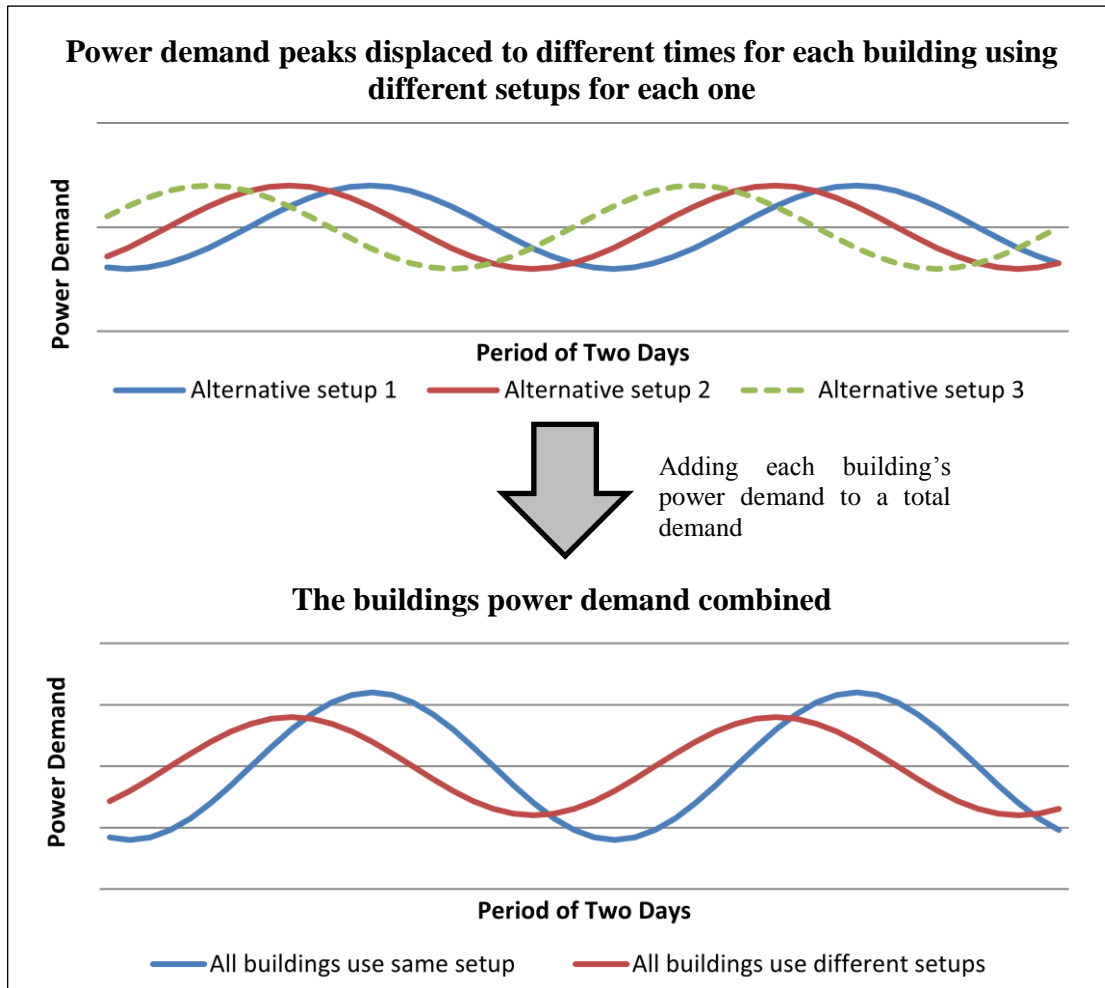 Power demand peaks displaced to different times for each building using
different setups for each one
Power Demand
Period of Two Days
Alternative setup 1
Alternative setup 2
Alternative setup 3
Adding each building’s
power demand to a total
demand
The buildings power demand combined
Power Demand
Period of Two Days
All buildings use same setup
All buildings use different setups